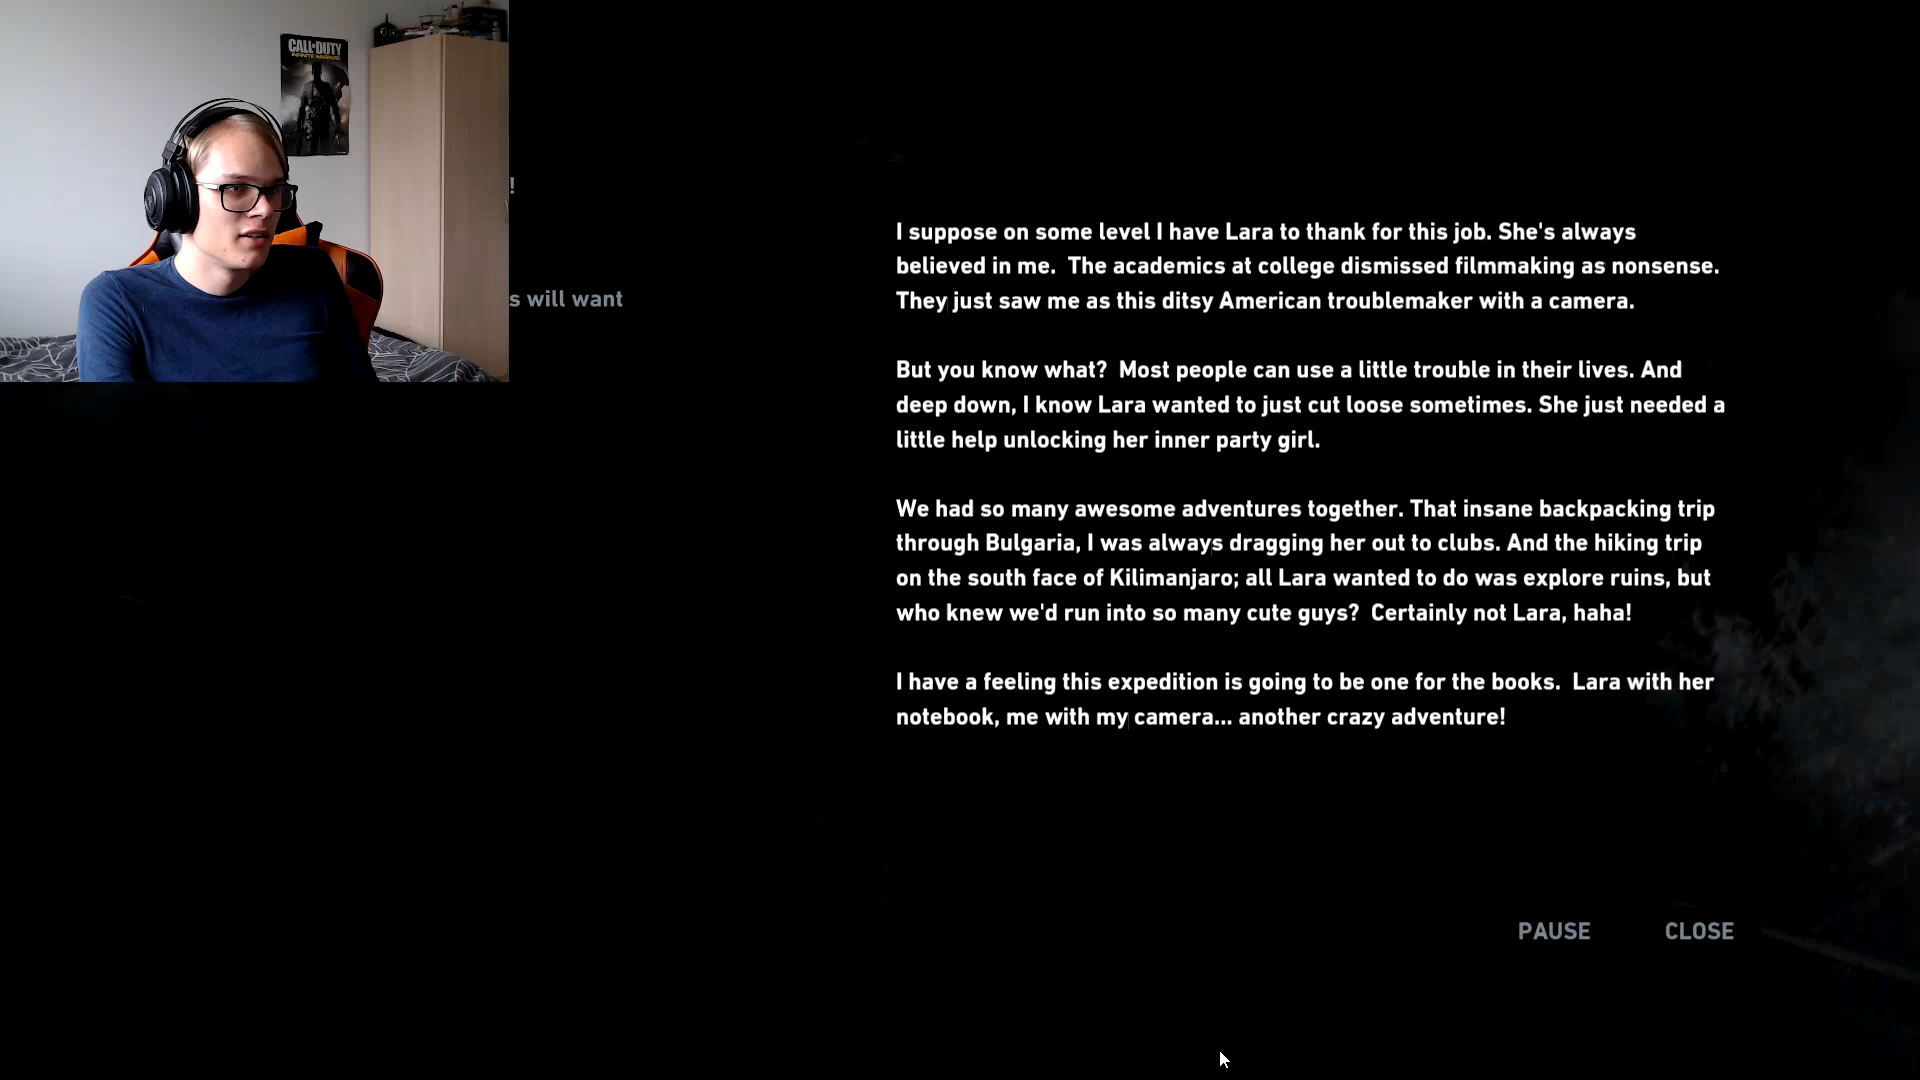 CALL OF DUTY
INFINITE WARFARE
!
s will want
I suppose on some level I have Lara to thank for this job. She's always
believed in me.  The academics at college dismissed filmmaking as nonsense.
They just saw me as this ditsy American troublemaker with a camera.
But you know what?  Most people can use a little trouble in their lives. And
deep down, I know Lara wanted to just cut loose sometimes. She just needed a
little help unlocking her inner party girl.
We had so many awesome adventures together. That insane backpacking trip
through Bulgaria, I was always dragging her out to clubs. And the hiking trip
on the south face of Kilimanjaro; all Lara wanted to do was explore ruins, but
who knew we'd run into so many cute guys?  Certainly not Lara, haha!
I have a feeling this expedition is going to be one for the books.  Lara with her
notebook, me with my camera... another crazy adventure!
PAUSE CLOSE